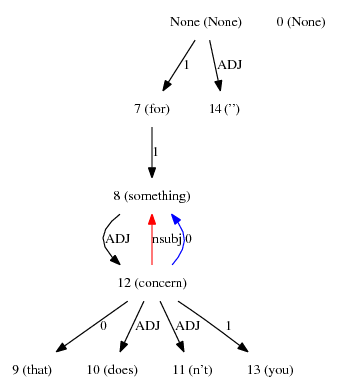 None (None) 0 (None)
1 ADJ
7 (for) 14 (")
1
8 (something)
ADJ nsubj 0
12 (concern)
0 ADJ ADJ 1
9 (that) 10 (does) 11 (n't) 13 (you)